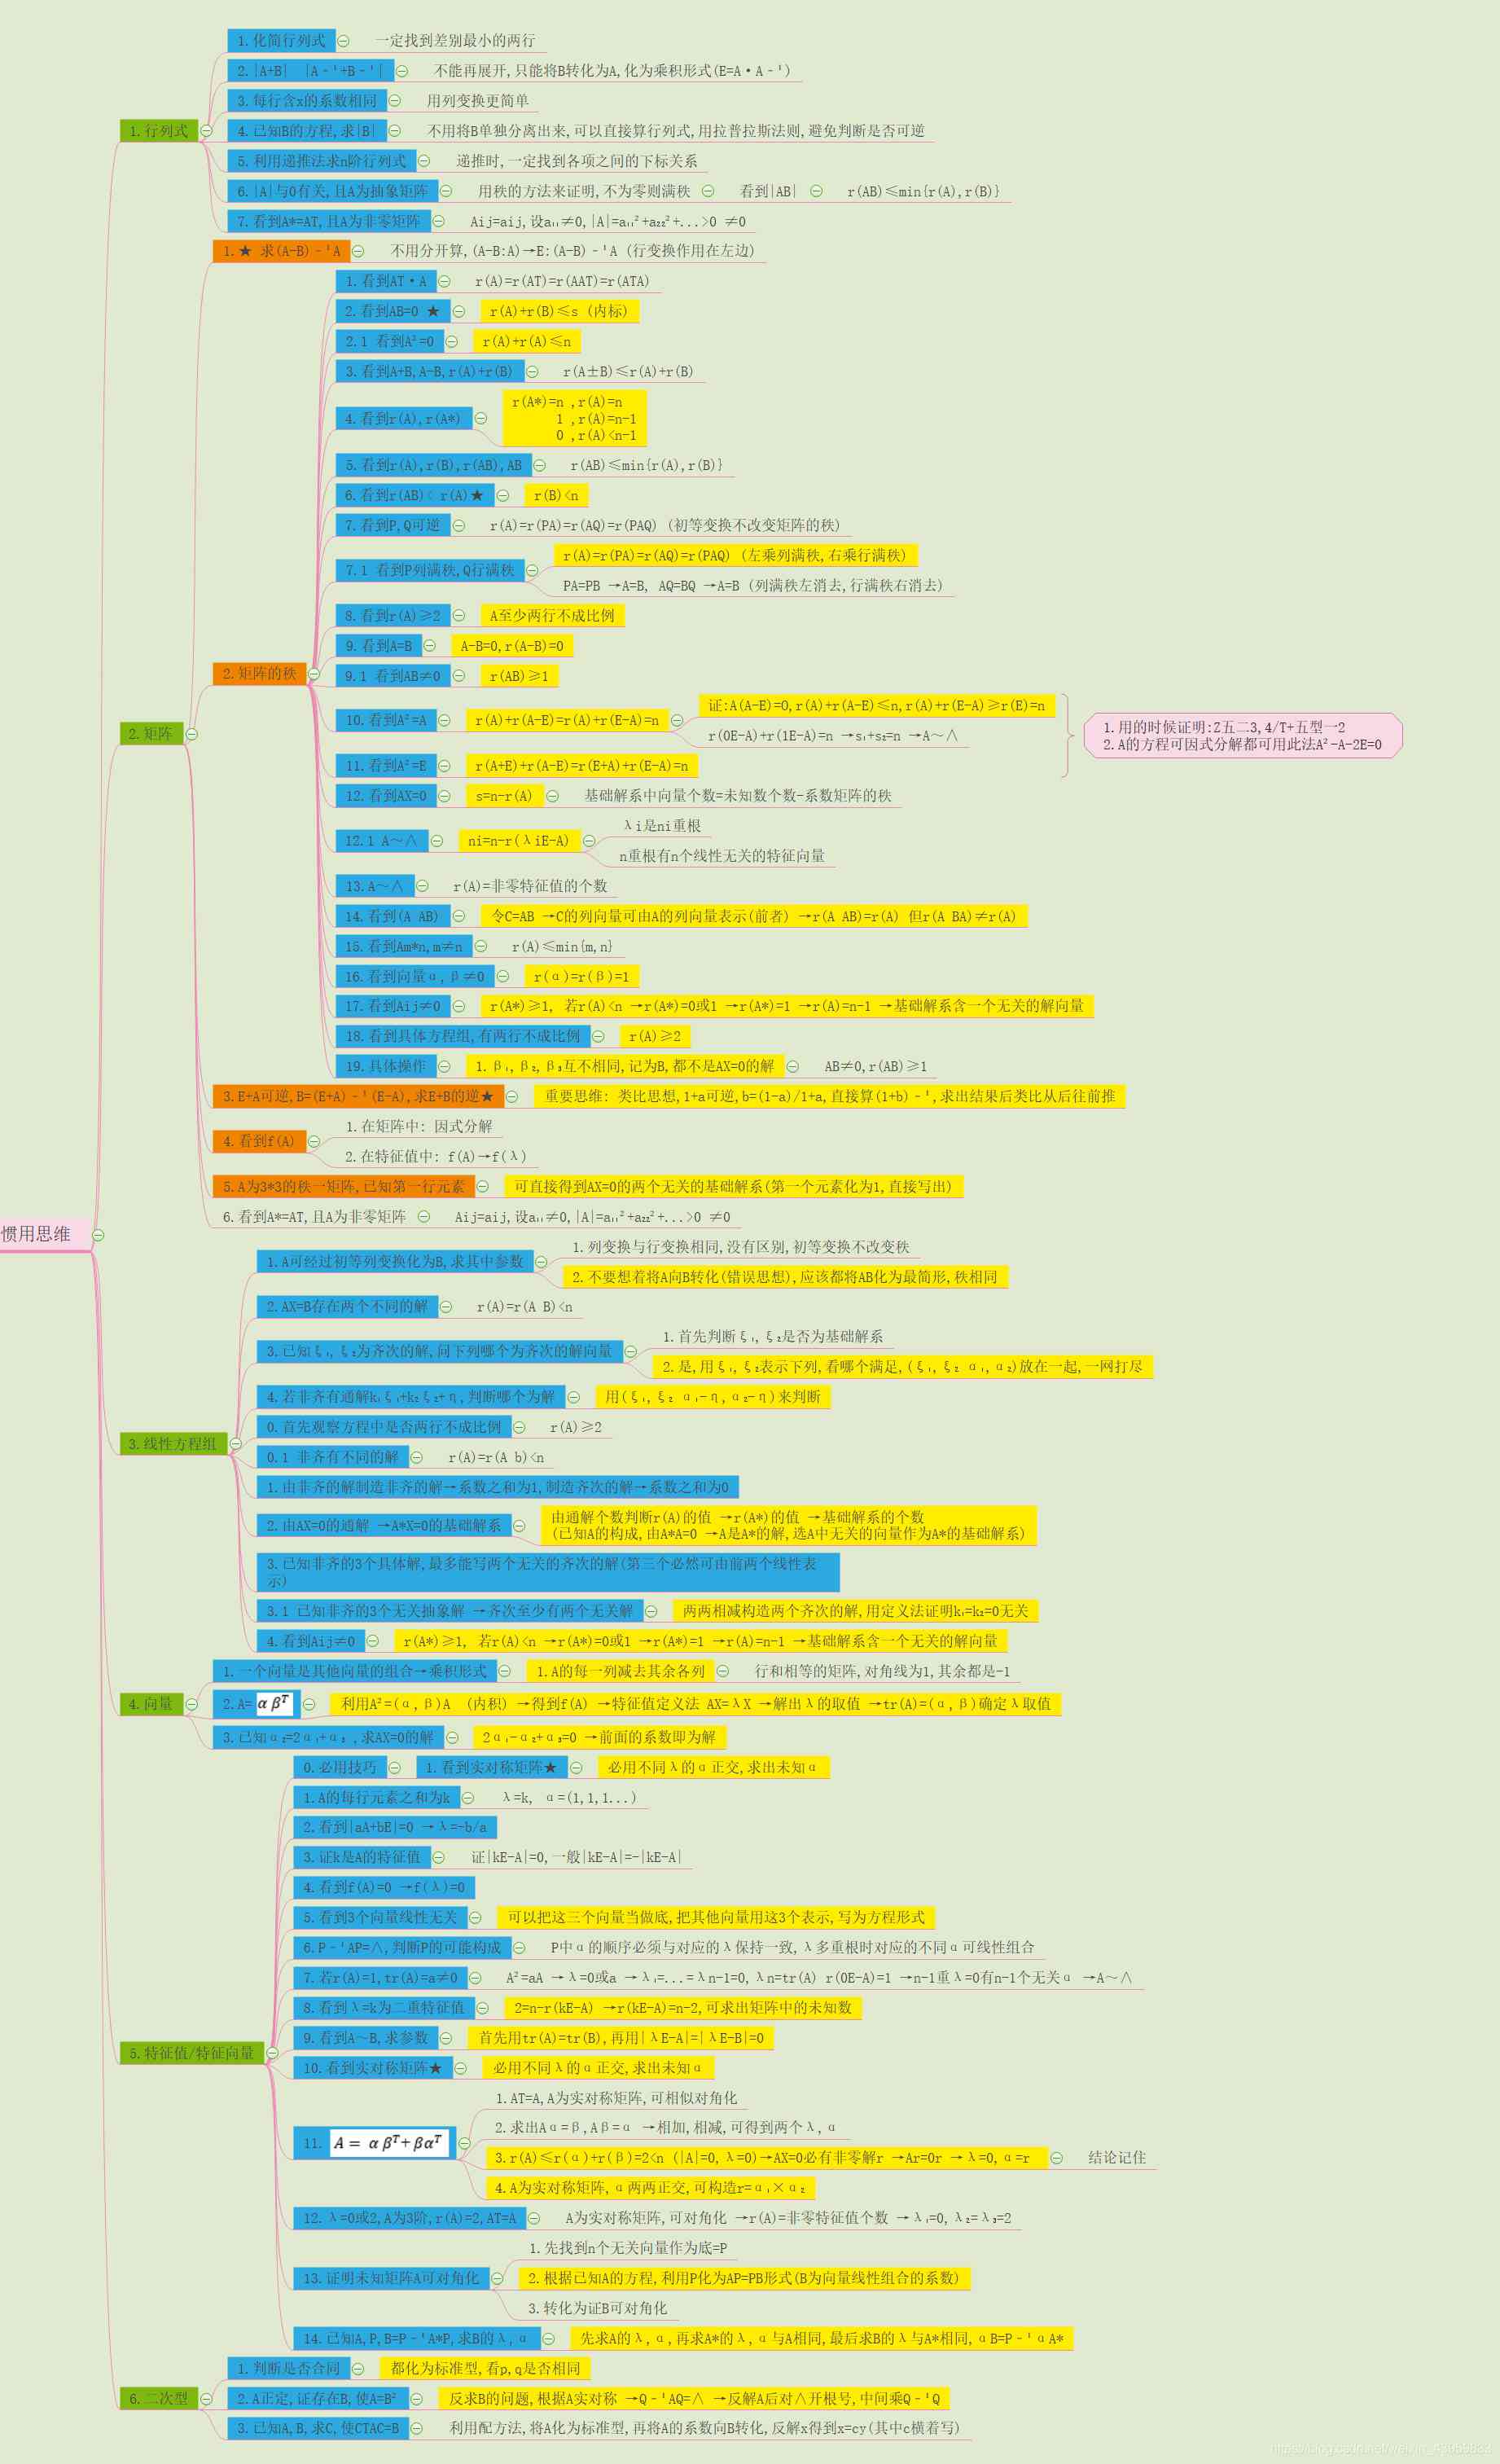 惯用思维
1.行列式
1.化简行列式 一定找到差别最小的两行
2.|A+B| |A﹣¹+B﹣¹| 不能再展开,只能将B转化为A,化为乘积形式(E=A·A﹣¹)
3.每行含x的系数相同 用列变换更简单
4.已知B的方程,求|B| 不用将B单独分离出来,可以直接算行列式,用拉普拉斯法则,避免判断是否可逆
5.利用递推法求n阶行列式 递推时,一定找到各项之间的下标关系
6.|A|与0有关,且A为抽象矩阵 用秩的方法来证明,不为零则满秩 看到|AB| r(AB)≤min{r(A),r(B)}
7.看到A*=AT,且A为非零矩阵 Aij=aij,设a₁₁≠0,|A|=a₁₁²+a₂₂²+...>0 ≠0
2.矩阵
1.★ 求(A-B)﹣¹A 不用分开算,(A-B:A)→E:(A-B)﹣¹A (行变换作用在左边)
2.矩阵的秩
1.看到AT·A r(A)=r(AT)=r(AAT)=r(ATA)
2.看到AB=0 ★ r(A)+r(B)≤s (内标)
2.1 看到A²=0 r(A)+r(A)≤n
3.看到A+B,A-B,r(A)+r(B) r(A±B)≤r(A)+r(B)
4.看到r(A),r(A*) r(A*)=n ,r(A)=n
1 ,r(A)=n-1
0 ,r(A)<n-1
5.看到r(A),r(B),r(AB),AB r(AB)≤min{r(A),r(B)}
6.看到r(AB)< r(A)★ r(B)<n
7.看到P,Q可逆 r(A)=r(PA)=r(AQ)=r(PAQ) (初等变换不改变矩阵的秩)
7.1 看到P列满秩,Q行满秩 r(A)=r(PA)=r(AQ)=r(PAQ) (左乘列满秩,右乘行满秩)
PA=PB →A=B, AQ=BQ →A=B (列满秩左消去,行满秩右消去)
8.看到r(A)≥2 A至少两行不成比例
9.看到A=B A-B=0,r(A-B)=0
9.1 看到AB≠0 r(AB)≥1
10.看到A²=A r(A)+r(A-E)=r(A)+r(E-A)=n 证:A(A-E)=0,r(A)+r(A-E)≤n,r(A)+r(E-A)≥r(E)=n
r(0E-A)+r(1E-A)=n →s₁+s₂=n →A～∧
11.看到A²=E r(A+E)+r(A-E)=r(E+A)+r(E-A)=n
1.用的时候证明:Z五二3,4/T+五型一2
2.A的方程可因式分解都可用此法A²-A-2E=0
12.看到AX=0 s=n-r(A) 基础解系中向量个数=未知数个数-系数矩阵的秩
12.1 A～∧ ni=n-r(λiE-A) λi是ni重根
n重根有n个线性无关的特征向量
13.A～∧ r(A)=非零特征值的个数
14.看到(A AB) 令C=AB →C的列向量可由A的列向量表示(前者) →r(A AB)=r(A) 但r(A BA)≠r(A)
15.看到Am*n,m≠n r(A)≤min{m,n}
16.看到向量α,β≠0 r(α)=r(β)=1
17.看到Aij≠0 r(A*)≥1, 若r(A)<n →r(A*)=0或1 →r(A*)=1 →r(A)=n-1 →基础解系含一个无关的解向量
18.看到具体方程组,有两行不成比例 r(A)≥2
19.具体操作 1.β₁,β₂,β₃互不相同,记为B,都不是AX=0的解 AB≠0,r(AB)≥1
3.E+A可逆,B=(E+A)﹣¹(E-A),求E+B的逆★ 重要思维: 类比思想,1+a可逆,b=(1-a)/1+a,直接算(1+b)﹣¹,求出结果后类比从后往前推
4.看到f(A) 1.在矩阵中: 因式分解
2.在特征值中: f(A)→f(λ)
5.A为3*3的秩一矩阵,已知第一行元素 可直接得到AX=0的两个无关的基础解系(第一个元素化为1,直接写出)
6.看到A*=AT,且A为非零矩阵 Aij=aij,设a₁₁≠0,|A|=a₁₁²+a₂₂²+...>0 ≠0
3.线性方程组
1.A可经过初等列变换化为B,求其中参数 1.列变换与行变换相同,没有区别,初等变换不改变秩
2.不要想着将A向B转化(错误思想),应该都将AB化为最简形,秩相同
2.AX=B存在两个不同的解 r(A)=r(A B)<n
3.已知ξ₁,ξ₂为齐次的解,问下列哪个为齐次的解向量 1.首先判断ξ₁,ξ₂是否为基础解系
2.是,用ξ₁,ξ₂表示下列,看哪个满足,(ξ₁,ξ₂ α₁,α₂)放在一起,一网打尽
4.若非齐有通解k₁ξ₁+k₂ξ₂+η,判断哪个为解 用(ξ₁,ξ₂ α₁-η,α₂-η)来判断
0.首先观察方程中是否两行不成比例 r(A)≥2
0.1 非齐有不同的解 r(A)=r(A b)<n
1.由非齐的解制造非齐的解→系数之和为1,制造齐次的解→系数之和为0
2.由AX=0的通解 →A*X=0的基础解系 由通解个数判断r(A)的值 →r(A*)的值 →基础解系的个数
(已知A的构成,由A*A=0 →A是A*的解,选A中无关的向量作为A*的基础解系)
3.已知非齐的3个具体解,最多能写两个无关的齐次的解(第三个必然可由前两个线性表
示)
3.1 已知非齐的3个无关抽象解 →齐次至少有两个无关解 两两相减构造两个齐次的解,用定义法证明k₁=k₂=0无关
4.看到Aij≠0 r(A*)≥1, 若r(A)<n →r(A*)=0或1 →r(A*)=1 →r(A)=n-1 →基础解系含一个无关的解向量
4.向量
1.一个向量是其他向量的组合→乘积形式 1.A的每一列减去其余各列 行和相等的矩阵,对角线为1,其余都是-1
2.A= αβᵀ 利用A²=(α,β)A (内积) →得到f(A) →特征值定义法 AX=λX →解出λ的取值 →tr(A)=(α,β)确定λ取值
3.已知α₂=2α₁+α₃ ,求AX=0的解 2α₁-α₂+α₃=0 →前面的系数即为解
5.特征值/特征向量
0.必用技巧 1.看到实对称矩阵★ 必用不同λ的α正交,求出未知α
1.A的每行元素之和为k λ=k, α=(1,1,1...)
2.看到|aA+bE|=0 →λ=-b/a
3.证k是A的特征值 证|kE-A|=0,一般|kE-A|=-|kE-A|
4.看到f(A)=0 →f(λ)=0
5.看到3个向量线性无关 可以把这三个向量当做底,把其他向量用这3个表示,写为方程形式
6.P﹣¹AP=∧,判断P的可能构成 P中α的顺序必须与对应的λ保持一致,λ多重根时对应的不同α可线性组合
7.若r(A)=1,tr(A)=a≠0 A²=aA →λ=0或a →λ₁=...=λn-1=0,λn=tr(A) r(0E-A)=1 →n-1重λ=0有n-1个无关α →A～∧
8.看到λ=k为二重特征值 2=n-r(kE-A) →r(kE-A)=n-2,可求出矩阵中的未知数
9.看到A～B,求参数 首先用tr(A)=tr(B),再用|λE-A|=|λE-B|=0
10.看到实对称矩阵★ 必用不同λ的α正交,求出未知α
11. A = αβᵀ+βαᵀ 1.AT=A,A为实对称矩阵,可相似对角化
2.求出Aα=β,Aβ=α →相加,相减,可得到两个λ,α
3.r(A)≤r(α)+r(β)=2<n (|A|=0,λ=0)→AX=0必有非零解r →Ar=0r →λ=0,α=r 结论记住
4.A为实对称矩阵,α两两正交,可构造r=α₁×α₂
12.λ=0或2,A为3阶,r(A)=2,AT=A A为实对称矩阵,可对角化 →r(A)=非零特征值个数 →λ₁=0,λ₂=λ₃=2
13.证明未知矩阵A可对角化 1.先找到n个无关向量作为底=P
2.根据已知A的方程,利用P化为AP=PB形式(B为向量线性组合的系数)
3.转化为证B可对角化
14.已知A,P,B=P﹣¹A*P,求B的λ,α 先求A的λ,α,再求A*的λ,α与A相同,最后求B的λ与A*相同,αB=P﹣¹αA*
6.二次型
1.判断是否合同 都化为标准型,看p,q是否相同
2.A正定,证存在B,使A=B² 反求B的问题,根据A实对称 →Q﹣¹AQ=∧ →反解A后对∧开根号,中间乘Q﹣¹Q
3.已知A,B,求C,使CTAC=B 利用配方法,将A化为标准型,再将A的系数向B转化,反解x得到x=cy(其中c横着写)